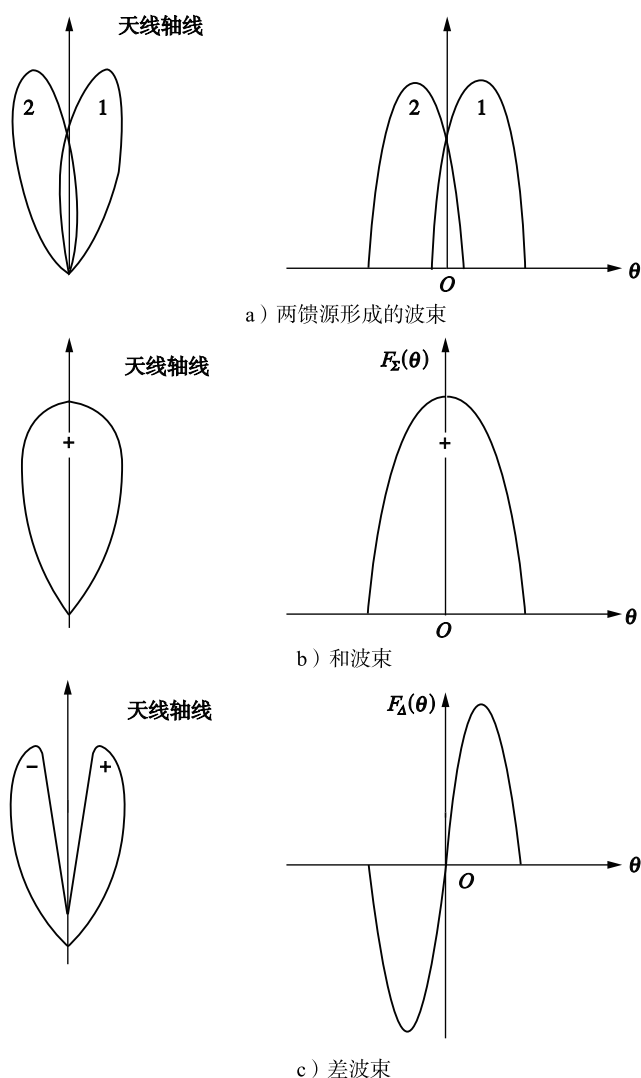 天线轴线
2 1 2 1
O θ
a）两馈源形成的波束
天线轴线 F_Σ(θ)
+ +
O θ
b）和波束
天线轴线 F_Δ(θ)
− +
O θ
c）差波束